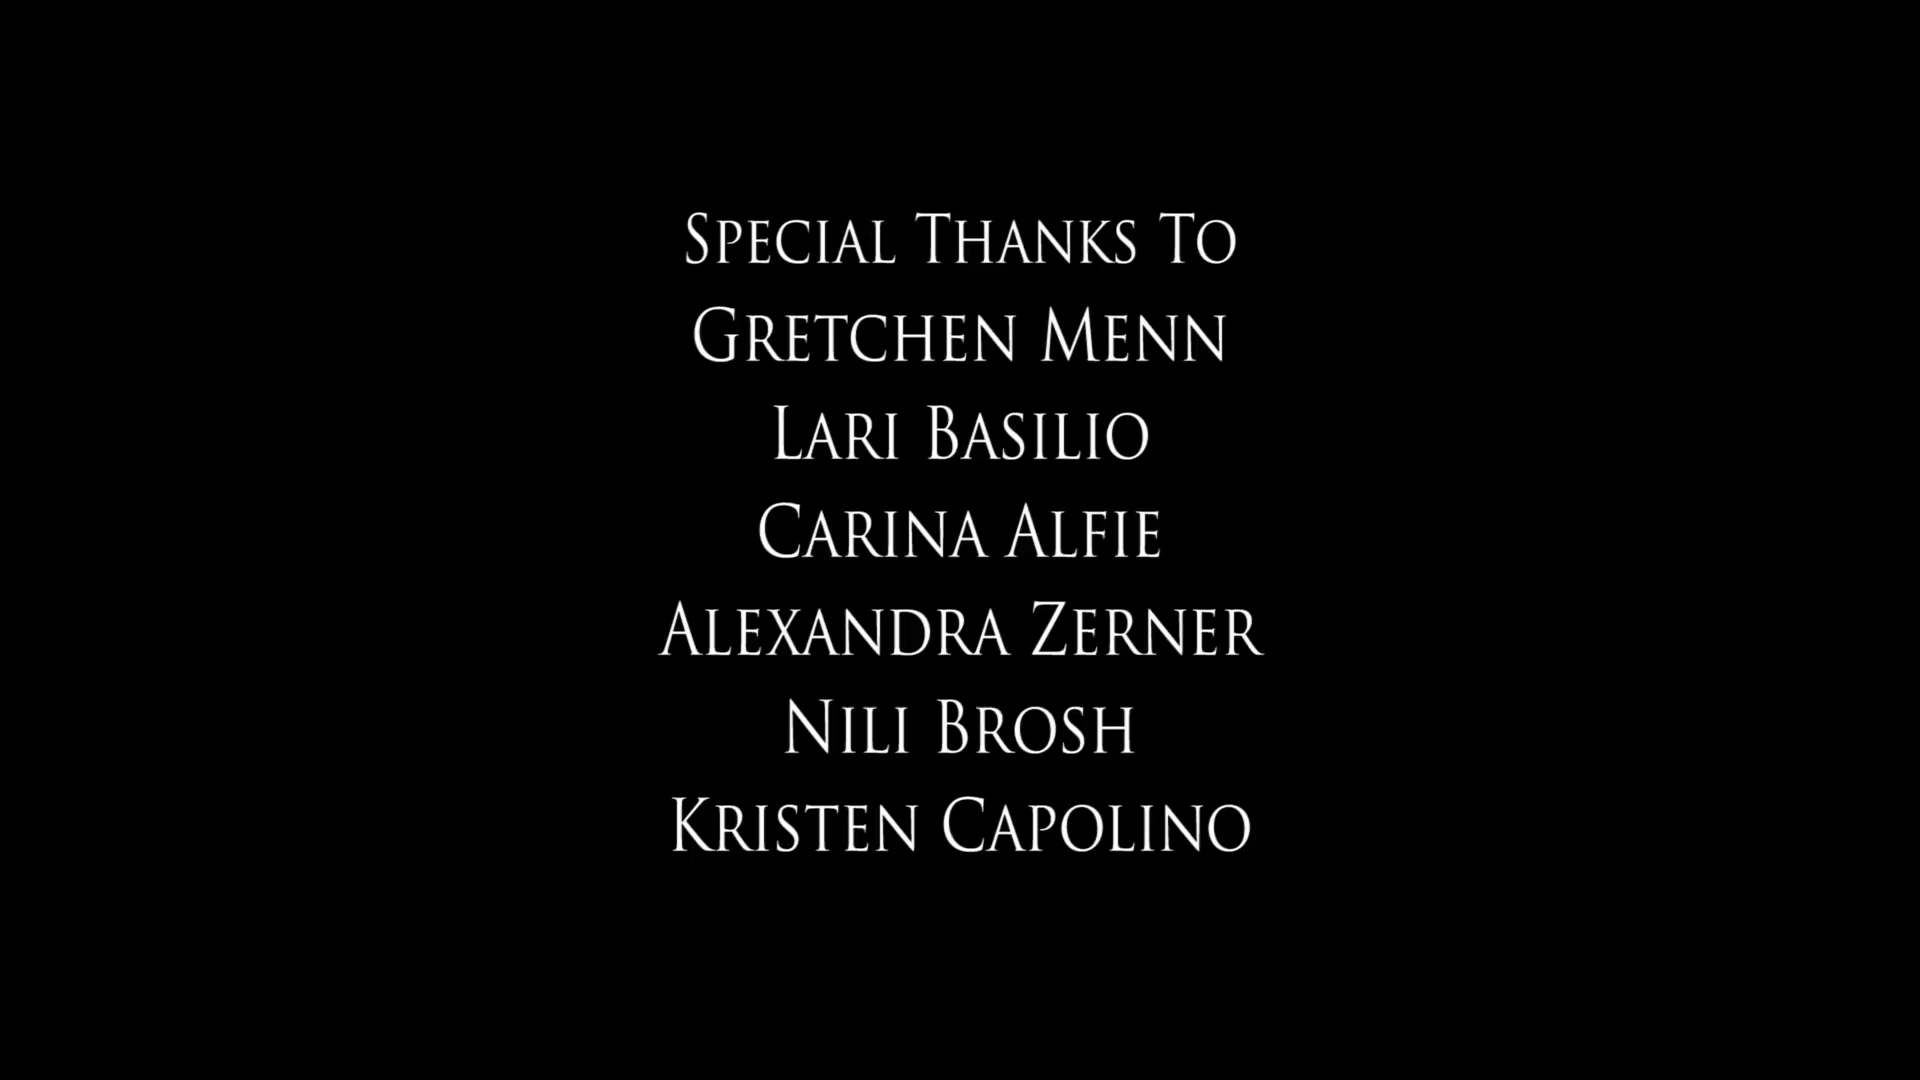 Special Thanks To
Gretchen Menn
Lari Basilio
Carina Alfie
Alexandra Zerner
Nili Brosh
Kristen Capolino